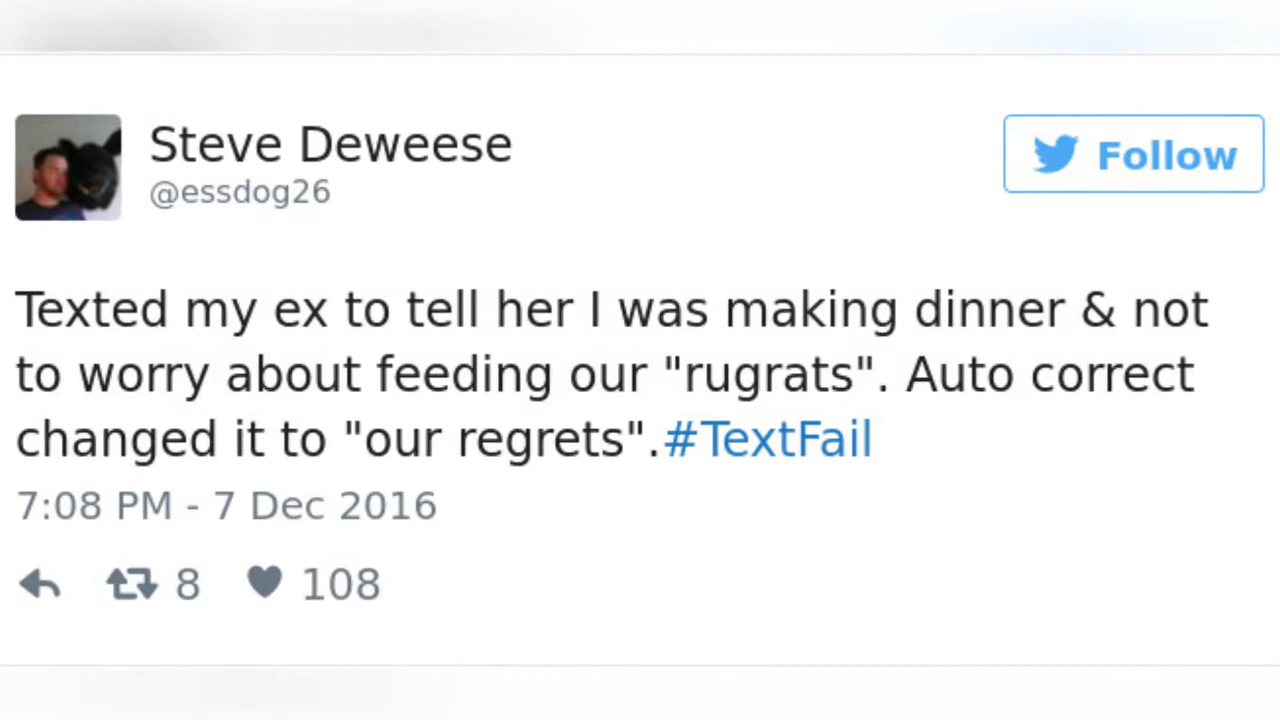 Steve Deweese
@essdog26
Follow
Texted my ex to tell her I was making dinner & not
to worry about feeding our "rugrats". Auto correct
changed it to "our regrets".#TextFail
7:08 PM - 7 Dec 2016
8 108